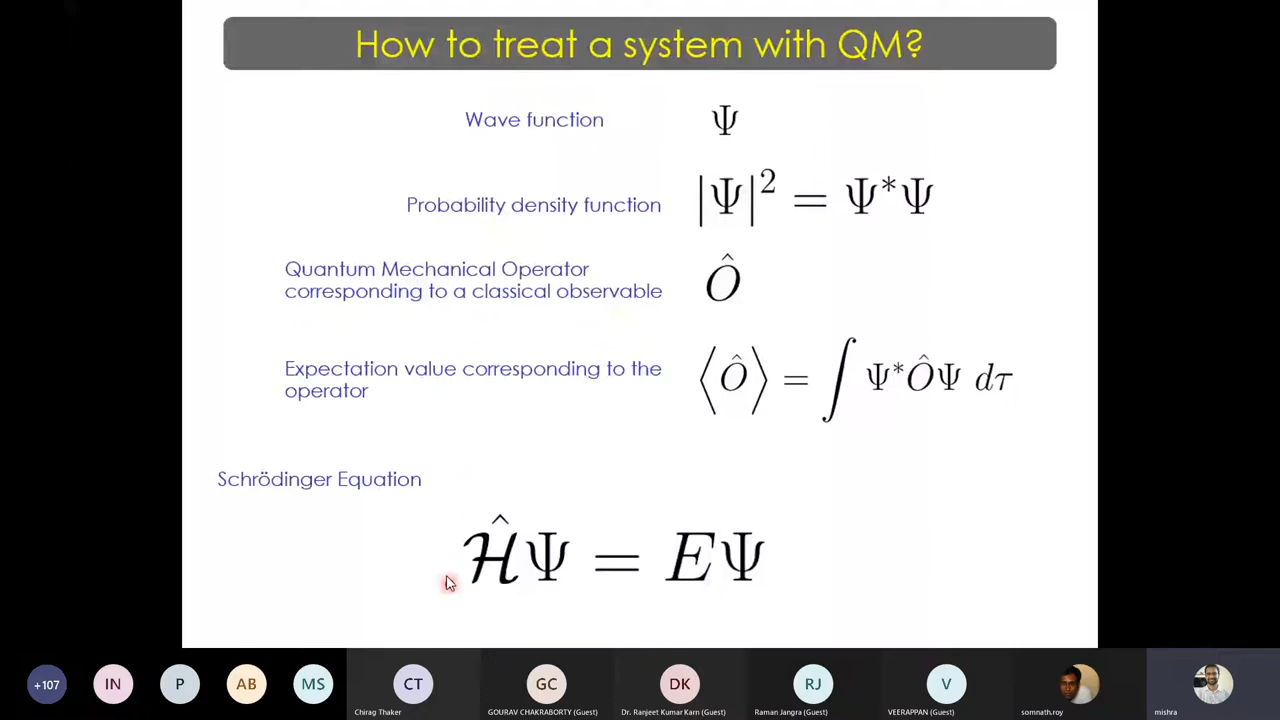 How to treat a system with QM?
Wave function Ψ
Probability density function |Ψ|² = Ψ*Ψ
Quantum Mechanical Operator
corresponding to a classical observable Ô
Expectation value corresponding to the
operator ⟨Ô⟩ = ∫ Ψ*ÔΨ dτ
Schrödinger Equation
ℋ̂Ψ = EΨ
+107 IN P AB MS CT GC DK RJ V
Chirag Thaker GOURAV CHAKRABORTY (Guest) Dr. Ranjeet Kumar Karn (Guest) Raman Jangra (Guest) VEERAPPAN (Guest) somnath.roy mishra